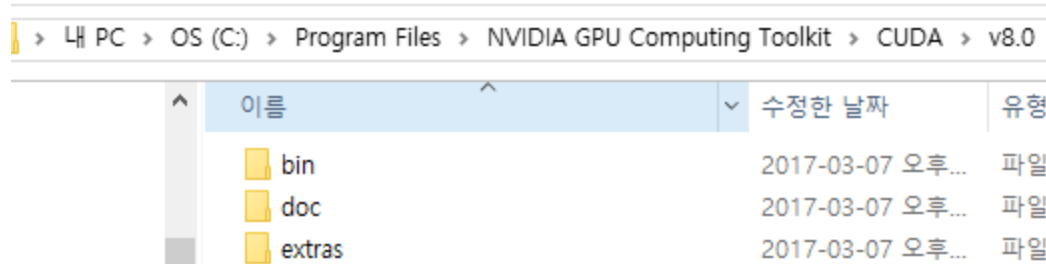 > 내 PC > OS (C:) > Program Files > NVIDIA GPU Computing Toolkit > CUDA > v8.0
이름 수정한 날짜 유형
bin 2017-03-07 오후... 파일
doc 2017-03-07 오후... 파일
extras 2017-03-07 오후... 파일